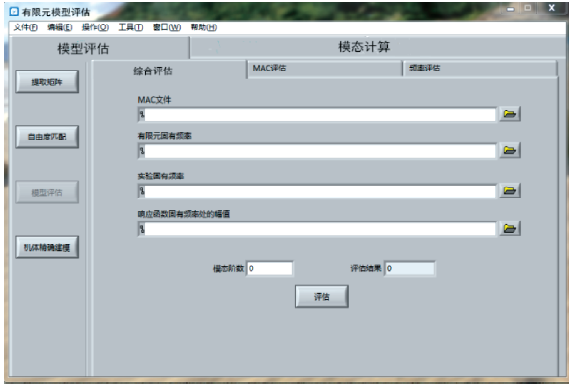 有限元模型评估
文件(F) 编辑(E) 操作(O) 工具(T) 窗口(W) 帮助(H)
模型评估 模态计算
综合评估 MAC评估 频率评估
提取矩阵
MAC文件
自由度匹配
有限元固有频率
实验固有频率
模型评估
响应函数固有频率处的幅值
机体精确建模
模态阶数 0 评估结果 0
评估